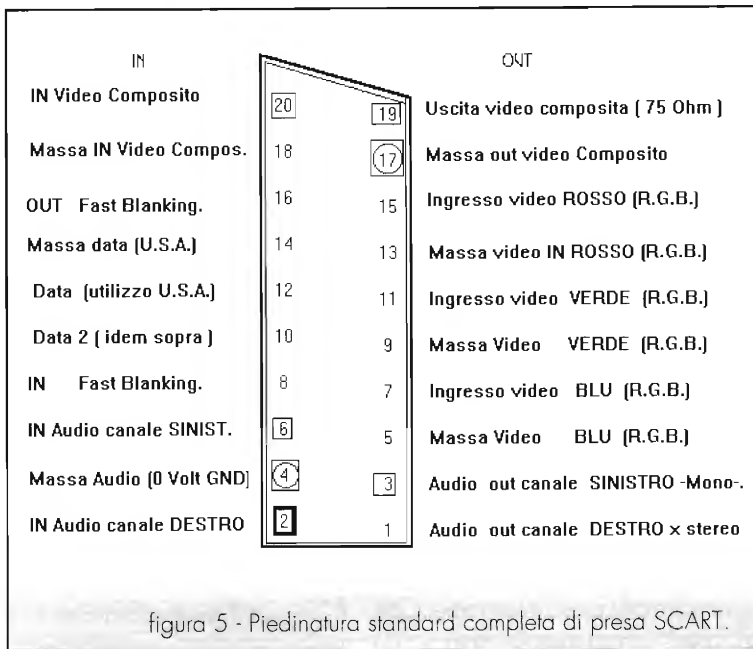 IN OUT
IN Video Composito 20 19 Uscita video composita ( 75 Ohm )
Massa IN Video Compos. 18 17 Massa out video Composito
OUT Fast Blanking. 16 15 Ingresso video ROSSO (R.G.B.)
Massa data (U.S.A.) 14 13 Massa video IN ROSSO (R.G.B.)
Data (utilizzo U.S.A.) 12 11 Ingresso video VERDE (R.G.B.)
Data 2 ( idem sopra ) 10 9 Massa Video VERDE (R.G.B.)
IN Fast Blanking. 8 7 Ingresso video BLU (R.G.B.)
IN Audio canale SINIST. 6 5 Massa Video BLU (R.G.B.)
Massa Audio (0 Volt GND) 4 3 Audio out canale SINISTRO -Mono-.
IN Audio canale DESTRO 2 1 Audio out canale DESTRO x stereo
figura 5 - Piedinatura standard completa di presa SCART.